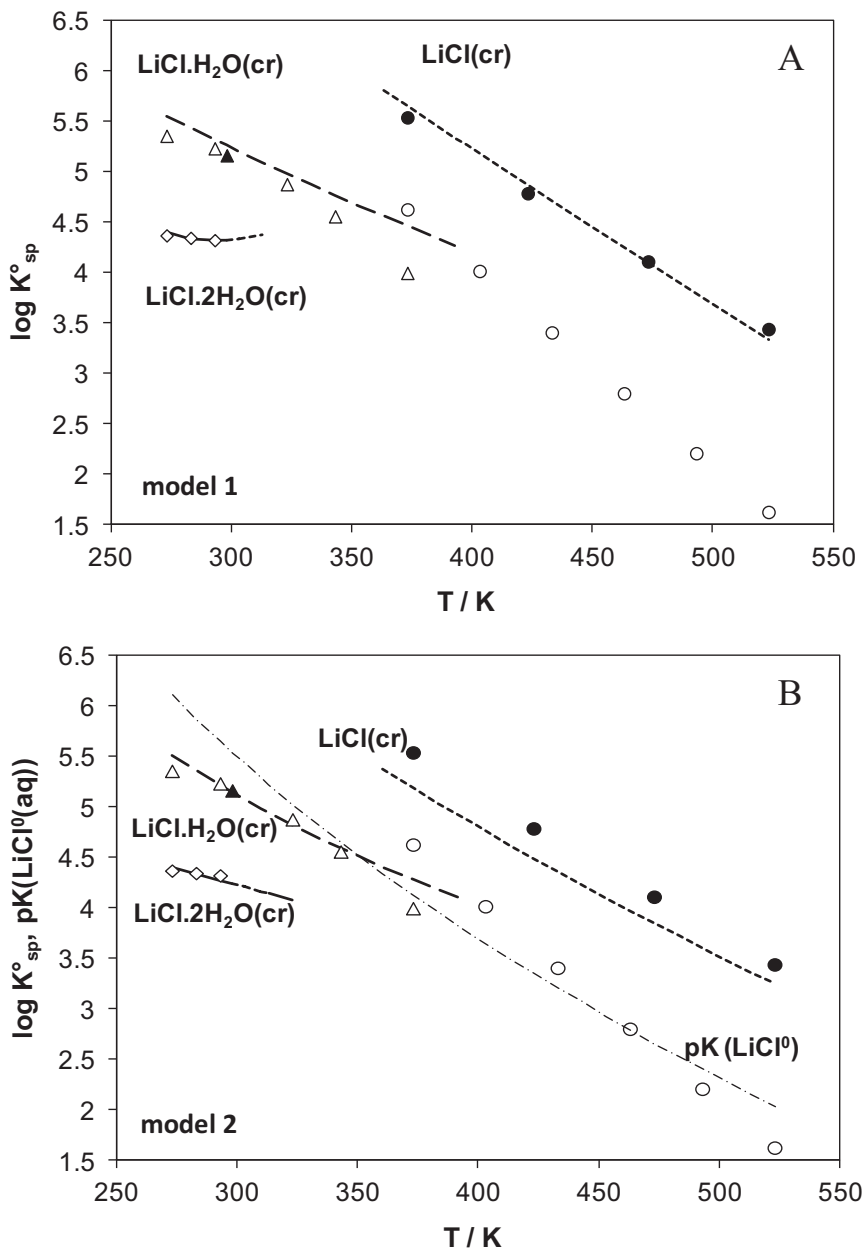 A
LiCl.H₂O(cr)
LiCl(cr)
LiCl.2H₂O(cr)
model 1
log K°sp
6.5
6
5.5
5
4.5
4
3.5
3
2.5
2
1.5
250 300 350 400 450 500 550
T / K
B
LiCl(cr)
LiCl.H₂O(cr)
LiCl.2H₂O(cr)
pK (LiCl⁰)
model 2
log K°sp, pK(LiCl⁰(aq))
6.5
6
5.5
5
4.5
4
3.5
3
2.5
2
1.5
250 300 350 400 450 500 550
T / K